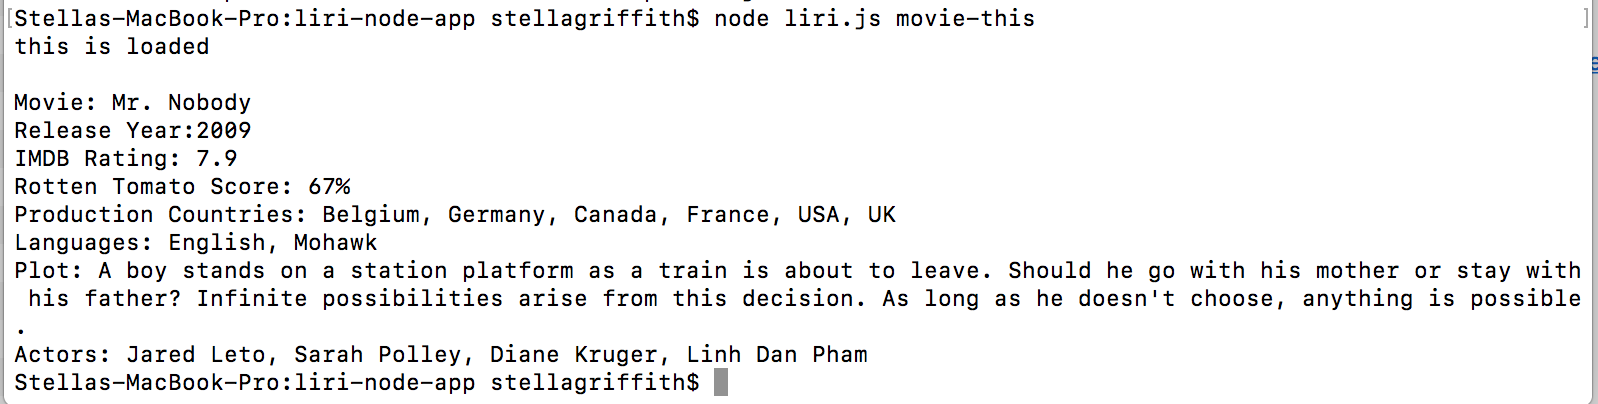 [Stellas-MacBook-Pro:liri-node-app stellagriffith$ node liri.js movie-this ]
this is loaded
Movie: Mr. Nobody
Release Year:2009
IMDB Rating: 7.9
Rotten Tomato Score: 67%
Production Countries: Belgium, Germany, Canada, France, USA, UK
Languages: English, Mohawk
Plot: A boy stands on a station platform as a train is about to leave. Should he go with his mother or stay with
his father? Infinite possibilities arise from this decision. As long as he doesn't choose, anything is possible
.
Actors: Jared Leto, Sarah Polley, Diane Kruger, Linh Dan Pham
Stellas-MacBook-Pro:liri-node-app stellagriffith$